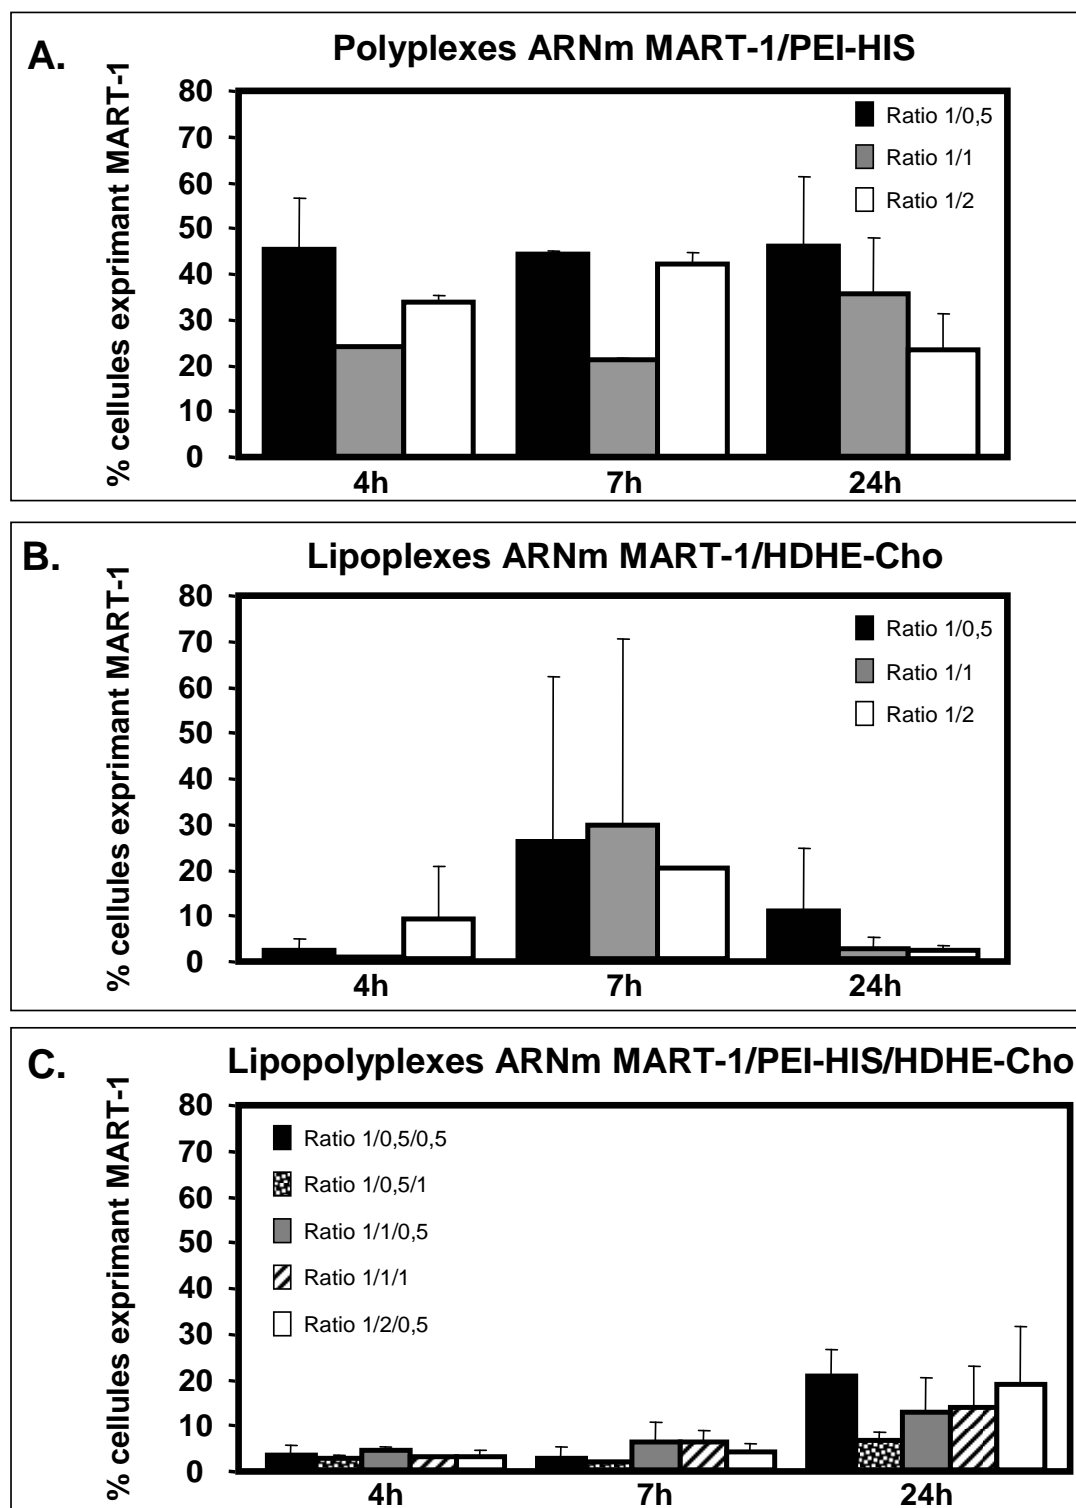 A.
Polyplexes ARNm MART-1/PEI-HIS
% cellules exprimant MART-1
80
70
60
50
40
30
20
10
0
Ratio 1/0,5
Ratio 1/1
Ratio 1/2
4h 7h 24h
B.
Lipoplexes ARNm MART-1/HDHE-Cho
% cellules exprimant MART-1
80
70
60
50
40
30
20
10
0
Ratio 1/0,5
Ratio 1/1
Ratio 1/2
4h 7h 24h
C.
Lipopolyplexes ARNm MART-1/PEI-HIS/HDHE-Cho
% cellules exprimant MART-1
80
70
60
50
40
30
20
10
0
Ratio 1/0,5/0,5
Ratio 1/0,5/1
Ratio 1/1/0,5
Ratio 1/1/1
Ratio 1/2/0,5
4h 7h 24h